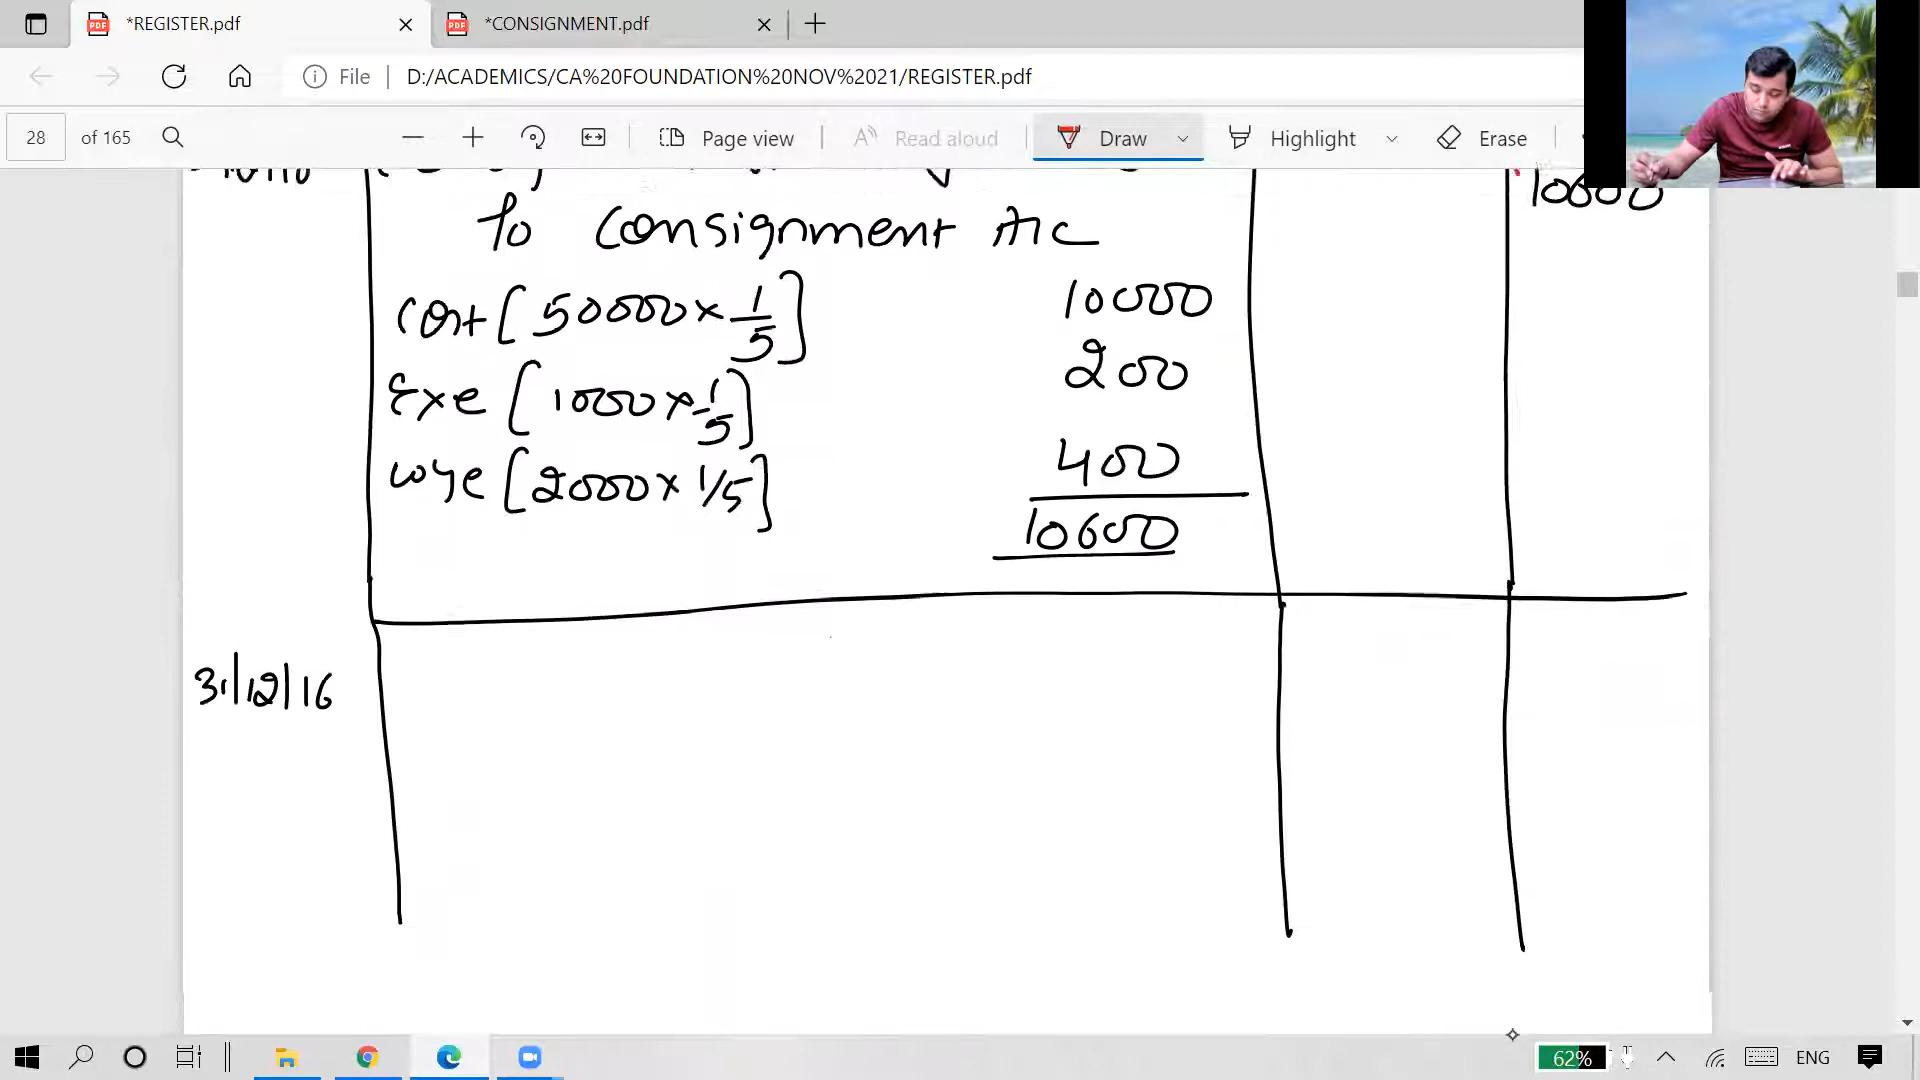 *REGISTER.pdf
*CONSIGNMENT.pdf
File
D:/ACADEMICS/CA%20FOUNDATION%20NOV%2021/REGISTER.pdf
28 of 165
Page view
Read aloud
Draw
Highlight
Erase
10600
To Consignment A/c
Cost [50000 × 1/5] 10000
Exe [1000 × 1/5] 200
[2000 × 1/5] 400
10600
31/12/16
62%
ENG